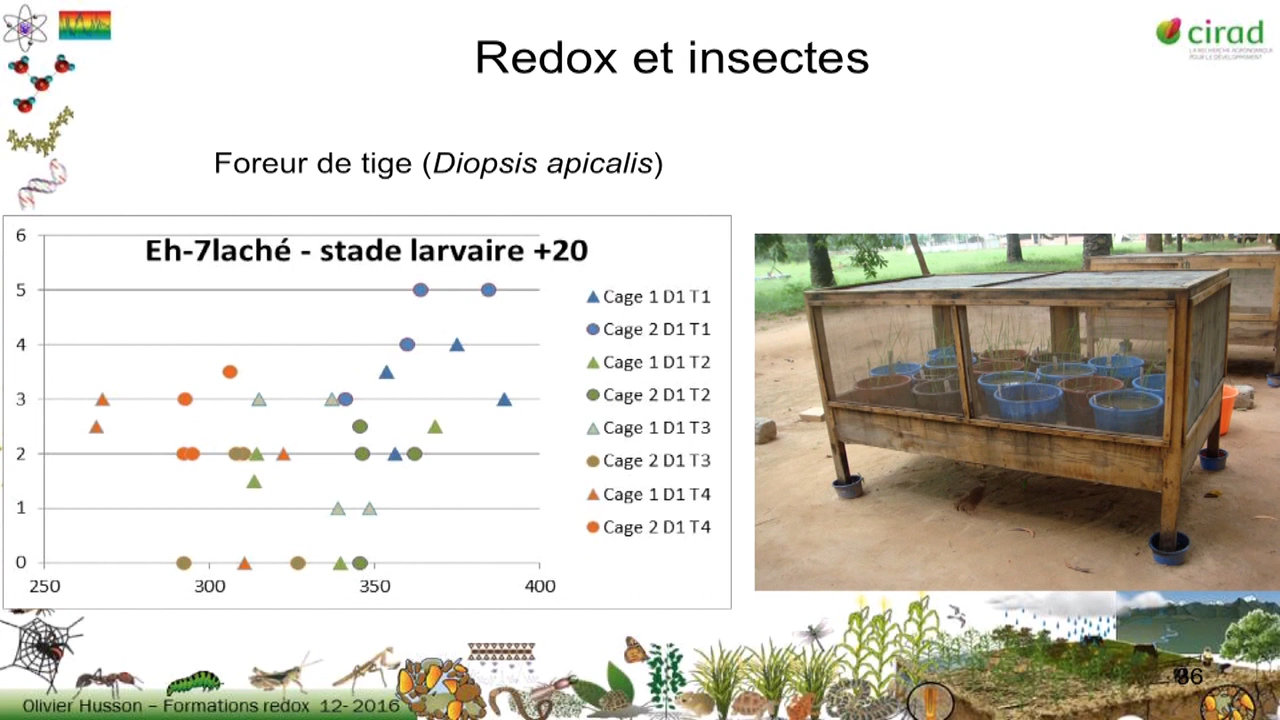 Redox et insectes
cirad
LA RECHERCHE AGRONOMIQUE
POUR LE DÉVELOPPEMENT
Foreur de tige (Diopsis apicalis)
Eh-7laché - stade larvaire +20
6
5
4
3
2
1
0
250 300 350 400
Cage 1 D1 T1
Cage 2 D1 T1
Cage 1 D1 T2
Cage 2 D1 T2
Cage 1 D1 T3
Cage 2 D1 T3
Cage 1 D1 T4
Cage 2 D1 T4
Olivier Husson – Formations redox 12- 2016